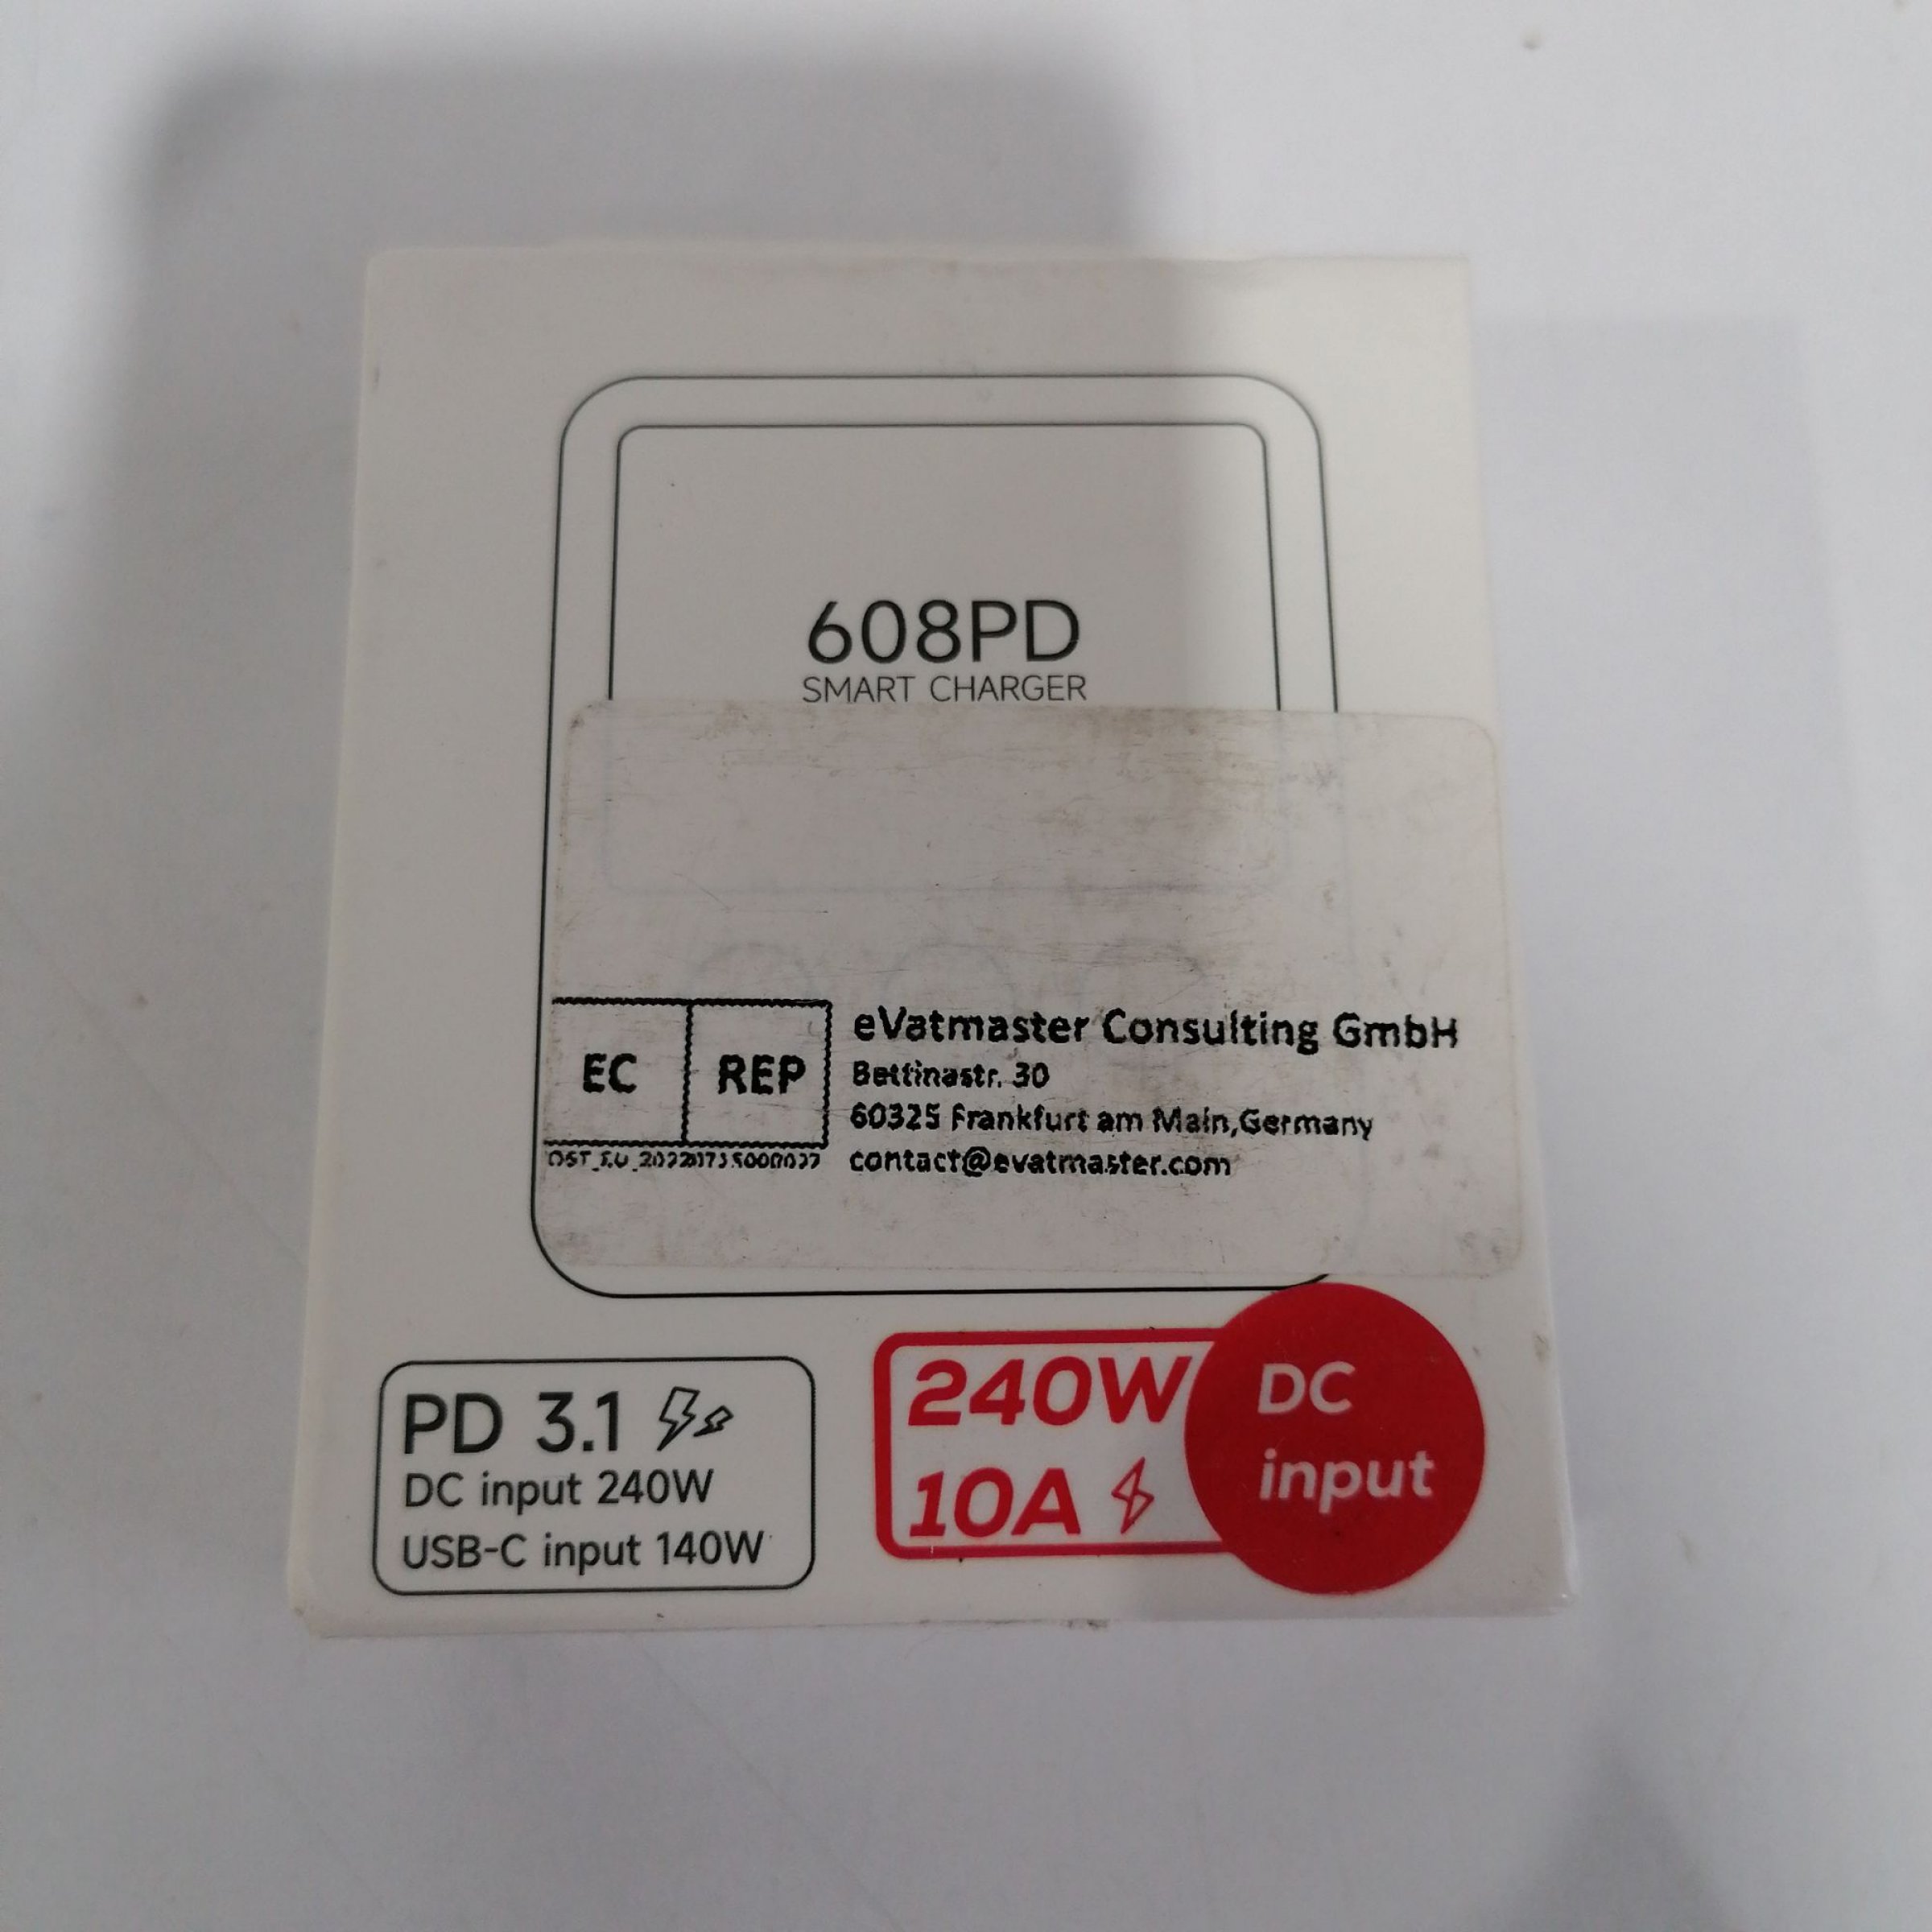 608PD
SMART CHARGER
EC REP
eVatmaster Consulting GmbH
Bettinastr. 30
60325 Frankfurt am Main,Germany
contact@evatmaster.com
PD 3.1
DC input 240W
USB-C input 140W
240W
10A
DC
input